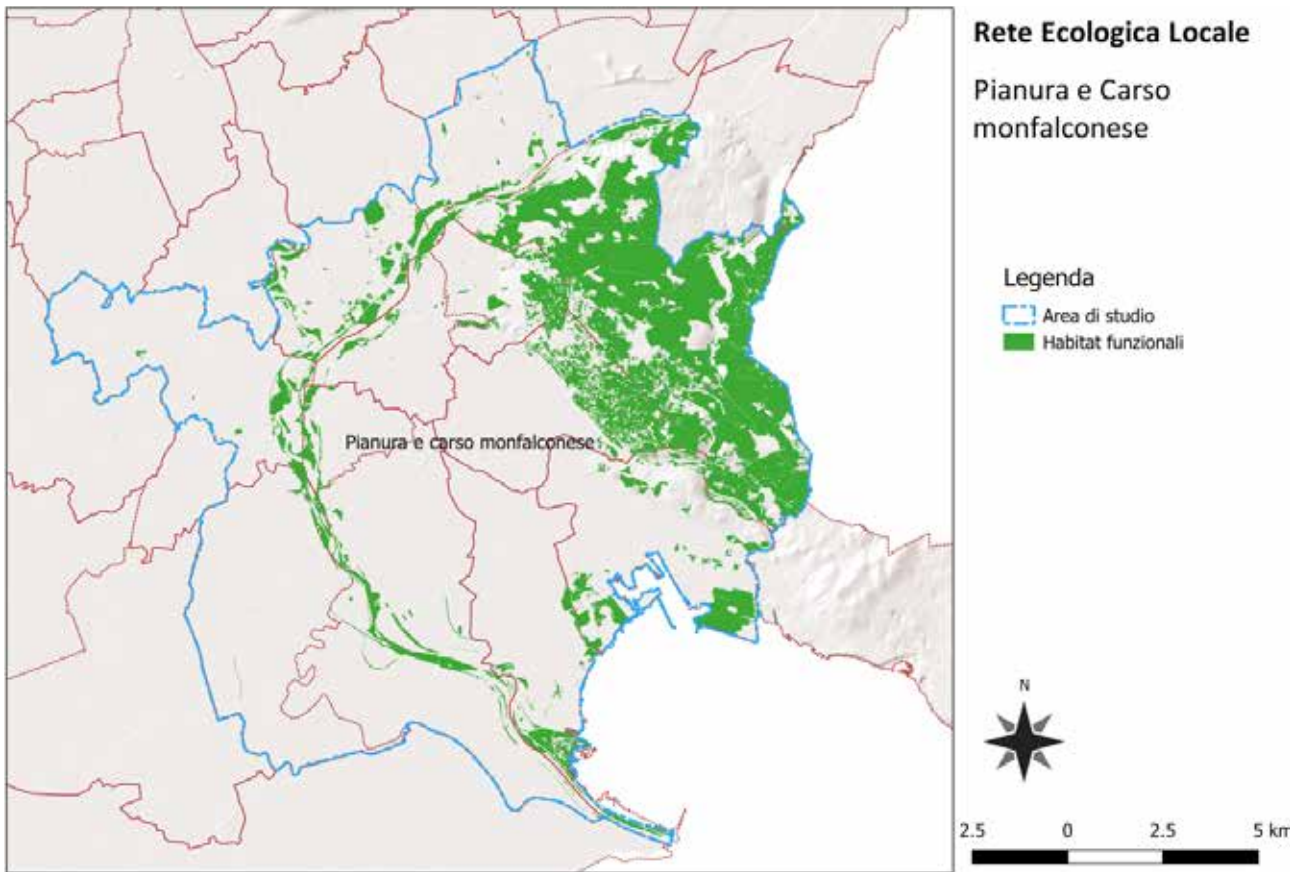 Rete Ecologica Locale
Pianura e Carso
monfalconese
Legenda
Area di studio
Habitat funzionali
Pianura e carso monfalconese
N
2.5 0 2.5 5 km